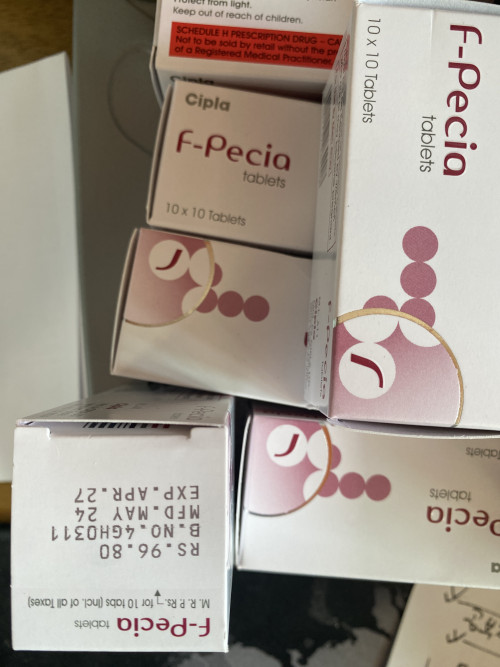 Protect from light.
Keep out of reach of children.
SCHEDULE H PRESCRIPTION DRUG - CA
Not to be sold by retail without the pr
of a Registered Medical Practitioner
Cipla
Cipla
F-Pecia
tablets
10 x 10 Tablets
F-Pecia
tablets
10 x 10 Tablets
F-Pecia
tablets
M. R. P. Rs. for 10 tabs (Incl. of all Taxes)
RS.96.80
B.NO.4GH0311
MFD.MAY 24
EXP.APR.27
Pecia
tablets
Tablets